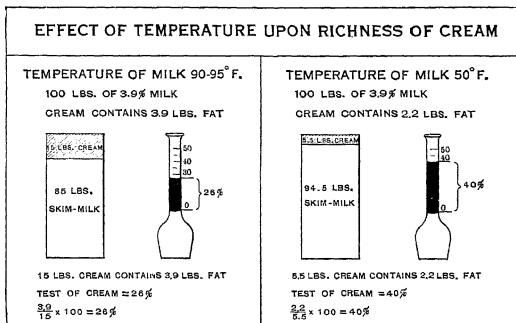 EFFECT OF TEMPERATURE UPON RICHNESS OF CREAM
TEMPERATURE OF MILK 90-95° F.
100 LBS. OF 3.9% MILK
CREAM CONTAINS 3.9 LBS. FAT
15 LBS. CREAM
85 LBS.
SKIM-MILK
50
40
30
0
26%
15 LBS. CREAM CONTAINS 3.9 LBS. FAT
TEST OF CREAM = 26%
3.9/15 x 100 = 26%
TEMPERATURE OF MILK 50° F.
100 LBS. OF 3.9% MILK
CREAM CONTAINS 2.2 LBS. FAT
5.5 LBS. CREAM
94.5 LBS.
SKIM-MILK
50
40
0
40%
5.5 LBS. CREAM CONTAINS 2.2 LBS. FAT
TEST OF CREAM = 40%
2.2/5.5 x 100 = 40%